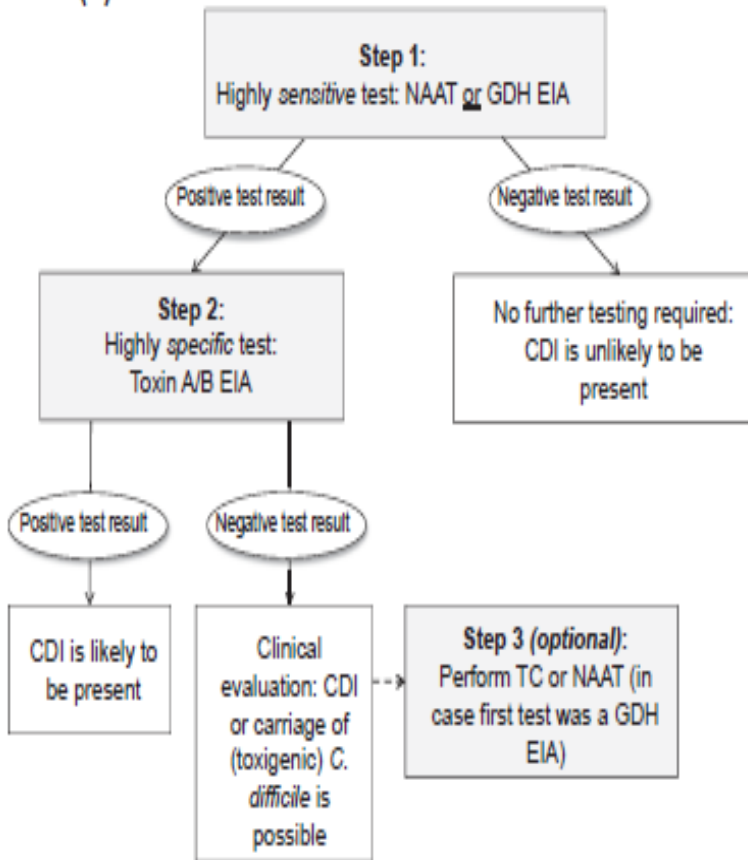 Step 1:
Highly sensitive test: NAAT or GDH EIA
Positive test result
Negative test result
Step 2:
Highly specific test:
Toxin A/B EIA
No further testing required:
CDI is unlikely to be
present
Positive test result
Negative test result
CDI is likely to
be present
Clinical
evaluation: CDI
or carriage of
(toxigenic) C.
difficile is
possible
Step 3 (optional):
Perform TC or NAAT (in
case first test was a GDH
EIA)